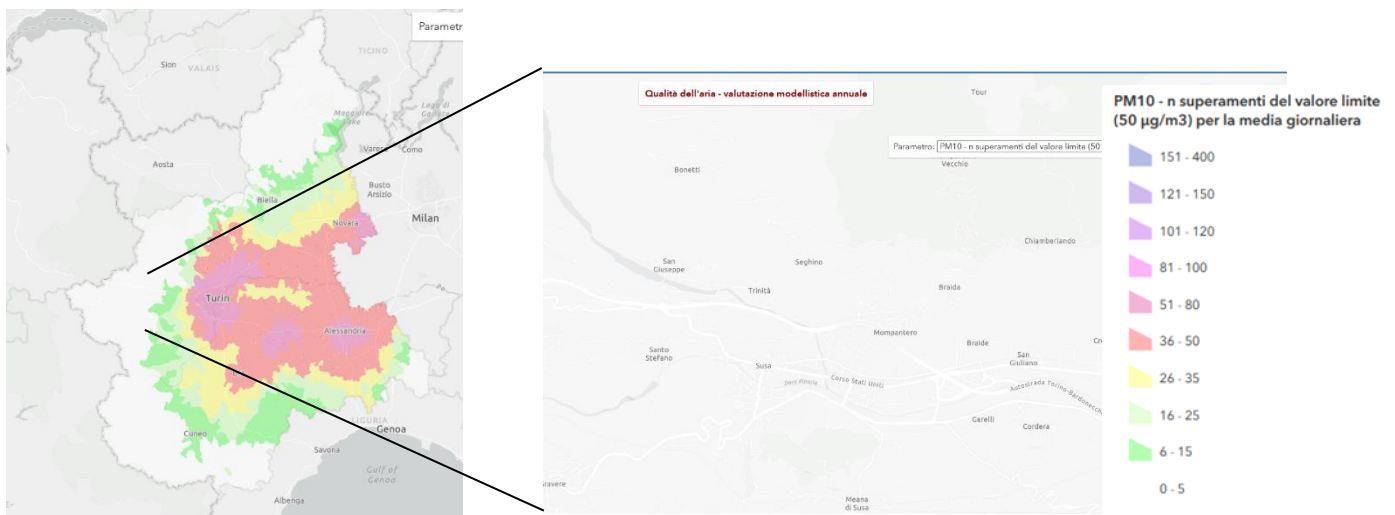 Parametr
TICINO
Sion
VALAIS
Maggiore
Lake
Lago di
Varese
Como
Aosta
Busto
Arsizio
Biella
Milan
Novara
Turin
Po
Alessandria
LIGURIA
Cuneo
Genoa
Savona
Gulf of
Genoa
Albenga
Qualità dell'aria - valutazione modellistica annuale
Tour
Parametro: PM10 - n superamenti del valore limite (50
Vecchio
Bonetti
Chiamberlando
San
Giuseppe
Seghino
Trinità
Braida
Mompantero
Santo
Stefano
Braide
San
Giuliano
Susa
Corso Stati Uniti
Dora Riparia
Autostrada Torino-Bardonecch
Garelli
Cordera
avere
Meana
di Susa
PM10 - n superamenti del valore limite
(50 µg/m3) per la media giornaliera
151 - 400
121 - 150
101 - 120
81 - 100
51 - 80
36 - 50
26 - 35
16 - 25
6 - 15
0 - 5